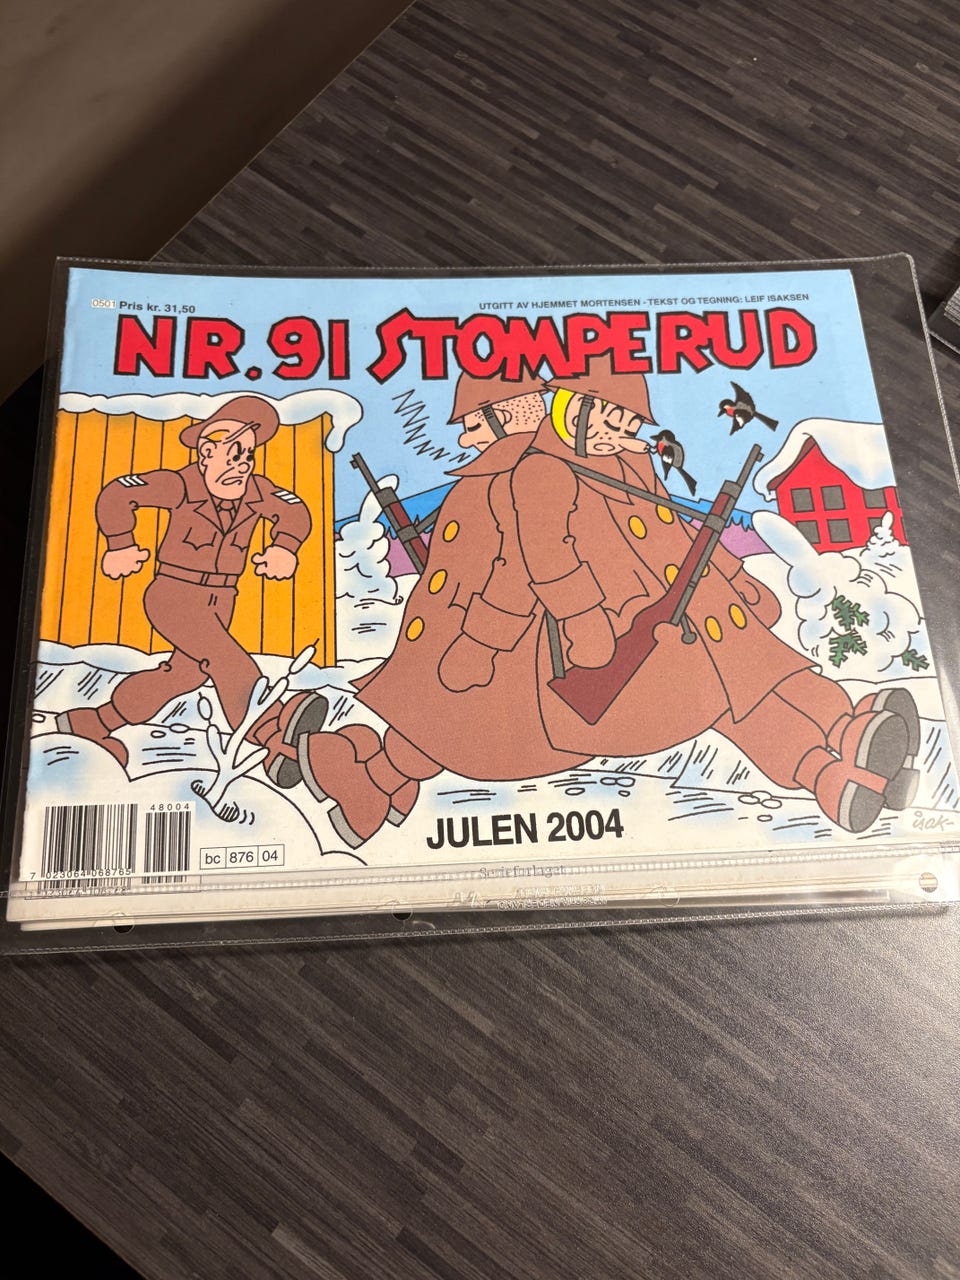 0501 Pris kr. 31,50
UTGITT AV HJEMMET MORTENSEN - TEKST OG TEGNING: LEIF ISAKSEN
NR. 91 STOMPERUD
isak-
JULEN 2004
48004
bc 876 04
7 023064 068765
Serieforlaget